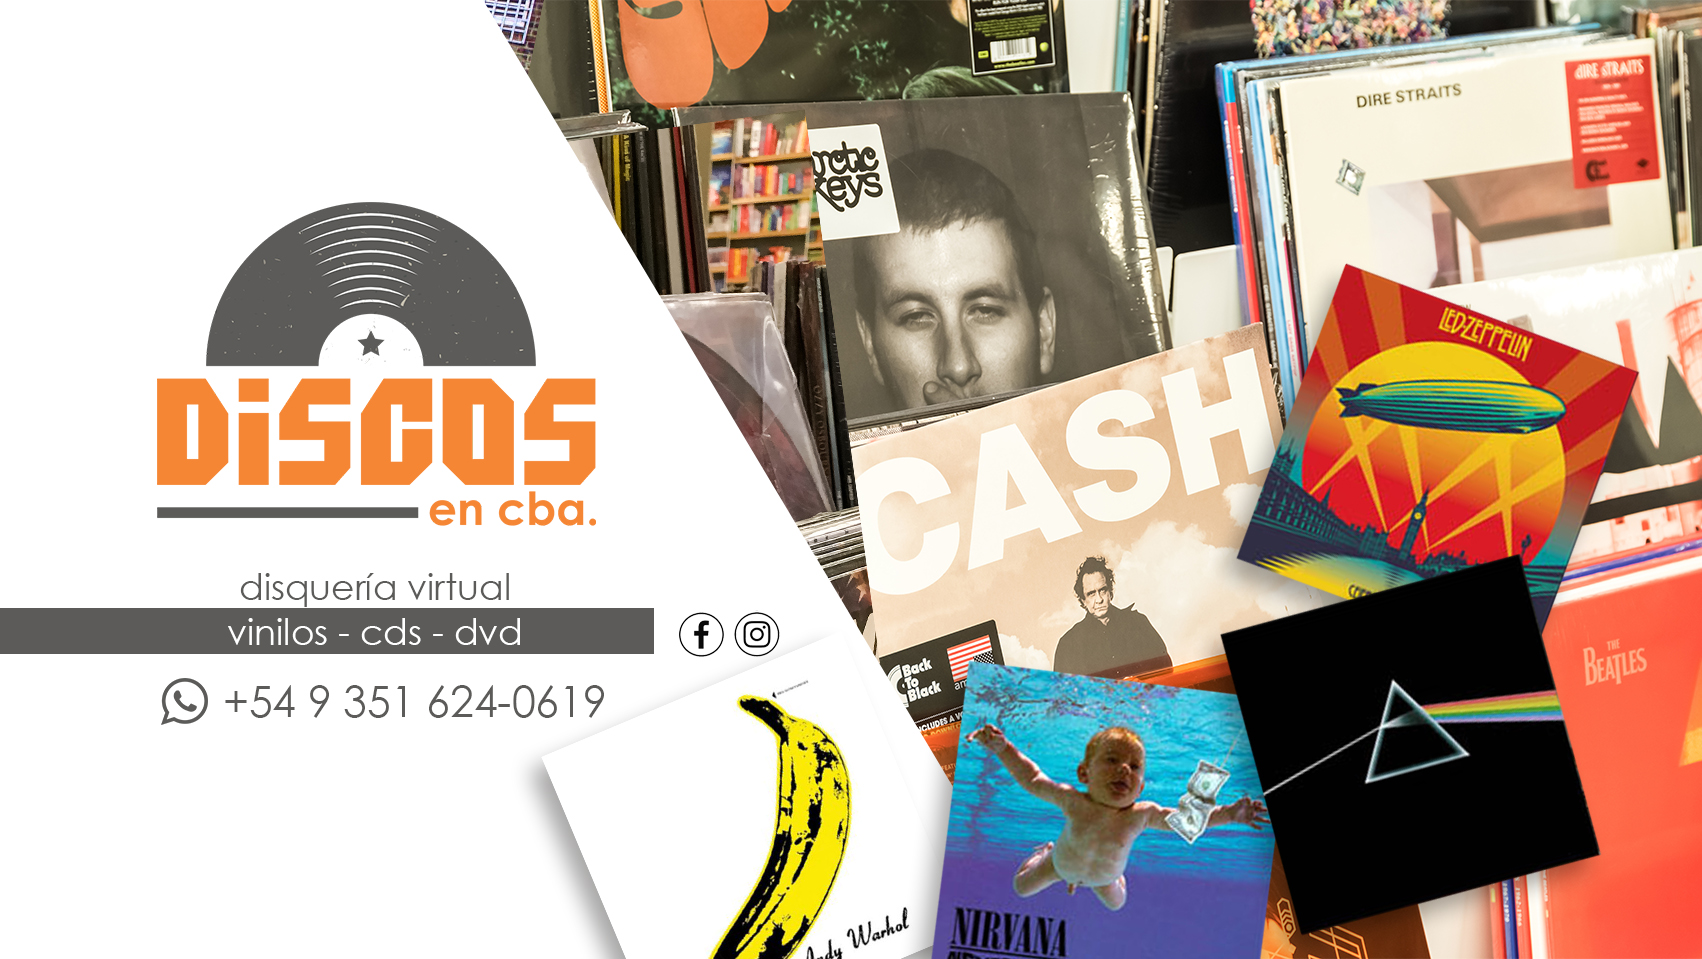 DiSCOS
en cba.
disquería virtual
vinilos - cds - dvd
+54 9 351 624-0619
Arctic
Keys
DIRE STRAITS
DIRE STRAITS
LED-ZEPPELIN
CASH
Back
To
Black
THE
BEATLES
NIRVANA
Andy Warhol